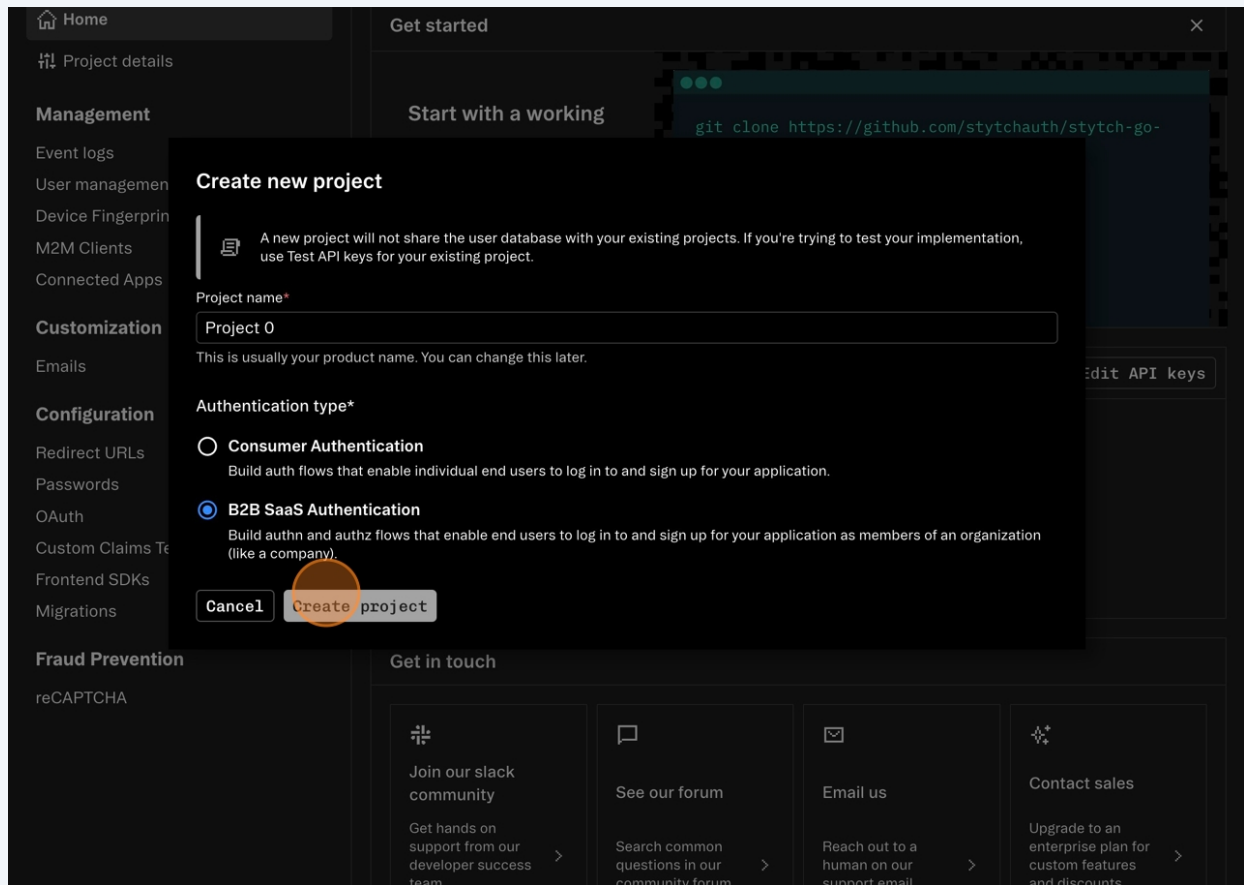 Home
Project details
Management
Event logs
User managemen
Device Fingerprin
M2M Clients
Connected Apps
Customization
Emails
Configuration
Redirect URLs
Passwords
OAuth
Custom Claims Te
Frontend SDKs
Migrations
Fraud Prevention
reCAPTCHA
Get started
Start with a working
git clone https://github.com/stytchauth/stytch-go-
Create new project
A new project will not share the user database with your existing projects. If you're trying to test your implementation,
use Test API keys for your existing project.
Project name*
Project 0
This is usually your product name. You can change this later.
Authentication type*
Consumer Authentication
Build auth flows that enable individual end users to log in to and sign up for your application.
B2B SaaS Authentication
Build authn and authz flows that enable end users to log in to and sign up for your application as members of an organization
(like a company).
Cancel
Create project
Edit API keys
Get in touch
Join our slack
community
Get hands on
support from our
developer success
team
See our forum
Search common
questions in our
community forum
Email us
Reach out to a
human on our
support email
Contact sales
Upgrade to an
enterprise plan for
custom features
and discounts